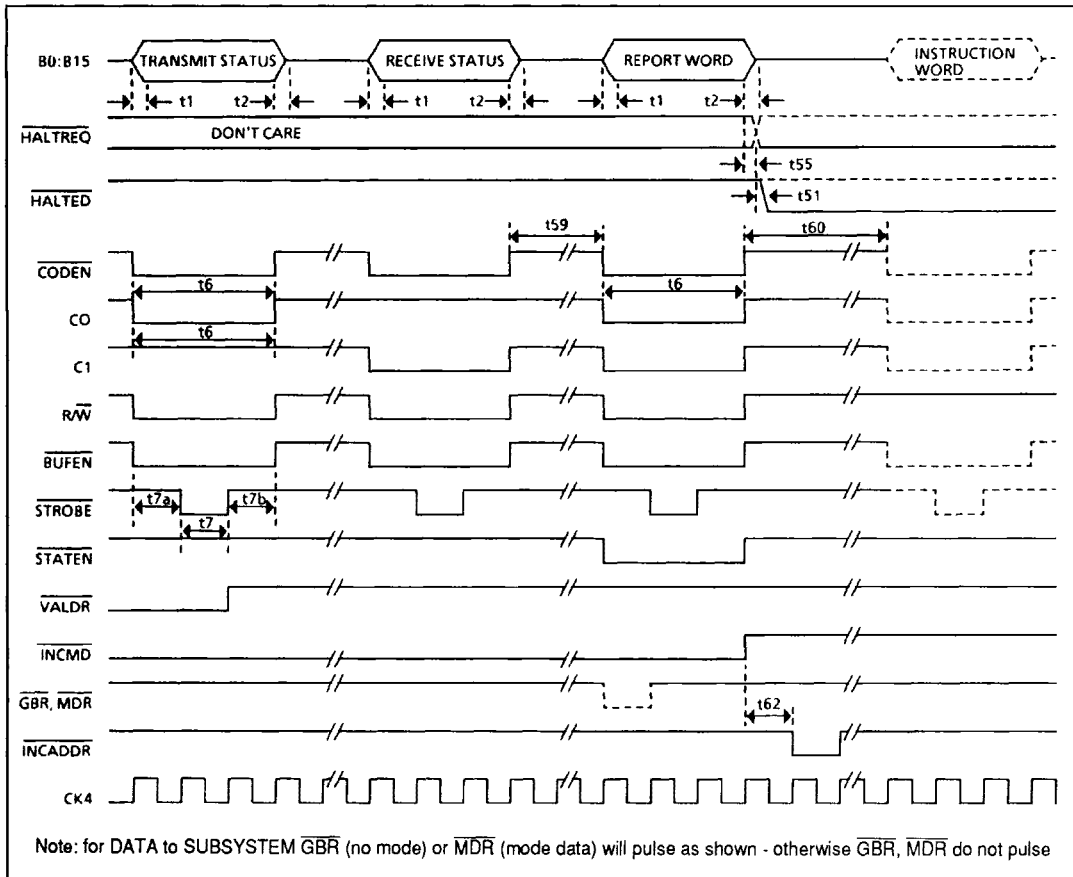 B0:B15 TRANSMIT STATUS RECEIVE STATUS REPORT WORD INSTRUCTION WORD
t1 t2 t1 t2 t1 t2
HALTREQ DON'T CARE
t55
HALTED t51
t59 t60
CODEN
t6 t6
CO
t6
C1
R/W
BUFEN
t7a t7b
STROBE
t7
STATEN
VALDR
INCMD
GBR, MDR
t62
INCADDR
CK4
Note: for DATA to SUBSYSTEM GBR (no mode) or MDR (mode data) will pulse as shown - otherwise GBR, MDR do not pulse